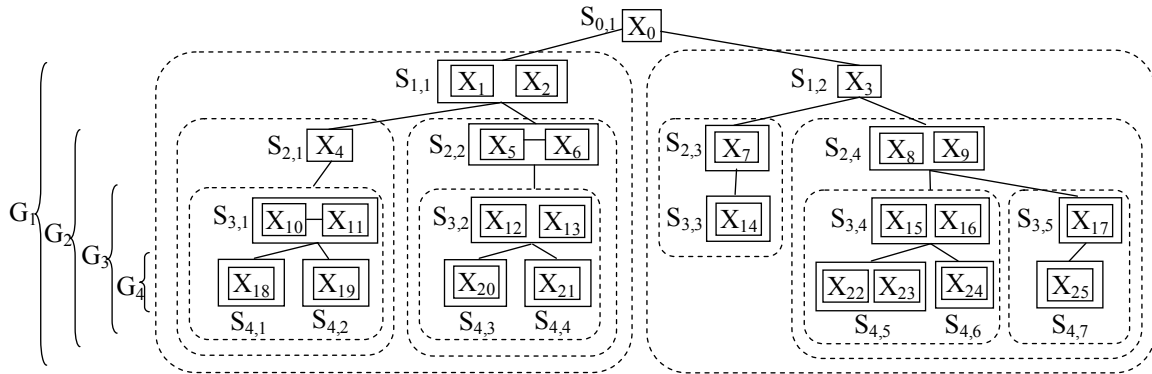 S0,1 X0
S1,1 X1 X2 S1,2 X3
S2,1 X4 S2,2 X5 X6 S2,3 X7 S2,4 X8 X9
G1 G2 G3 G4
S3,1 X10 X11 S3,2 X12 X13 S3,3 X14 S3,4 X15 X16 S3,5 X17
X18 X19 X20 X21 X22 X23 X24 X25
S4,1 S4,2 S4,3 S4,4 S4,5 S4,6 S4,7